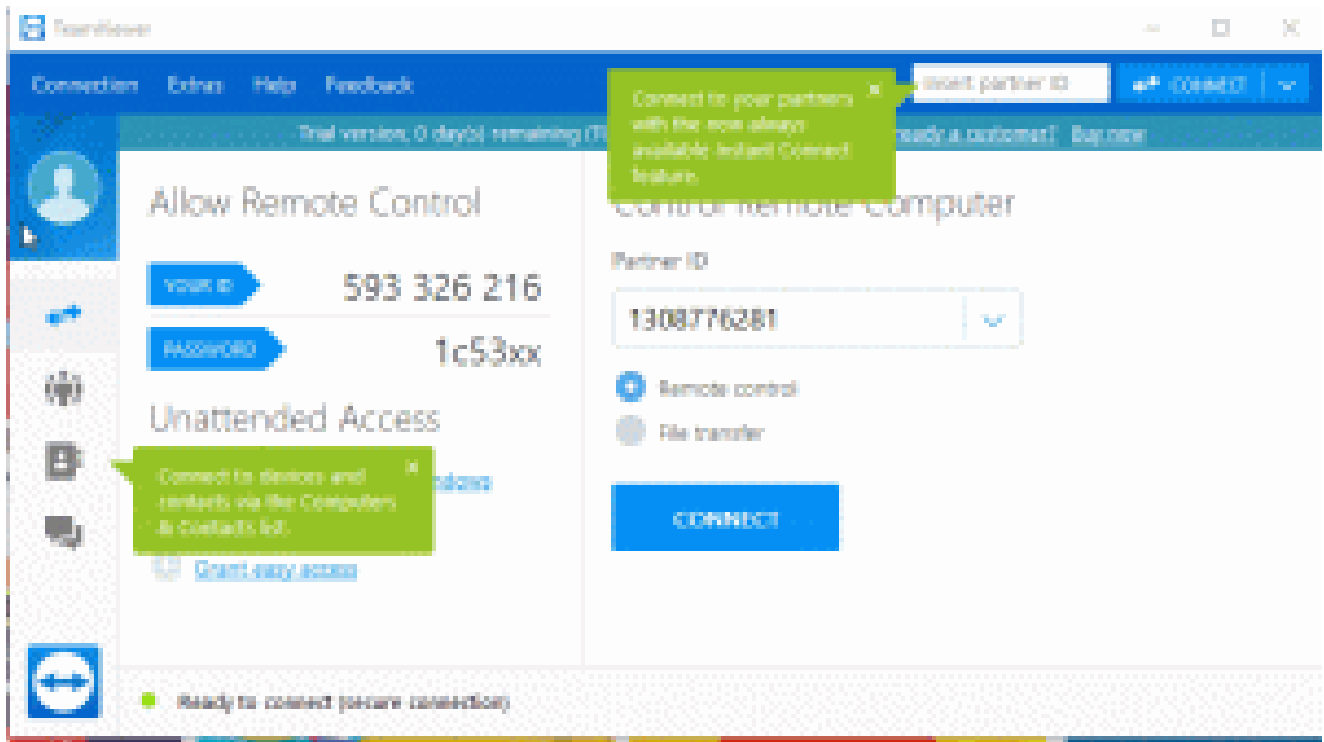 TeamViewer
Connection Extras Help Feedback
Insert partner ID
CONNECT
Trial version, 0 day(s) remaining
already a customer? Buy now
Connect to your partners
with the now always
available Instant Connect
feature.
Allow Remote Control
YOUR ID 593 326 216
PASSWORD 1c53xx
Unattended Access
Connect to devices and
contacts via the Computers
& Contacts list.
Grant easy access
Control Remote Computer
Partner ID
1308776281
Remote control
File transfer
CONNECT
Ready to connect (secure connection)